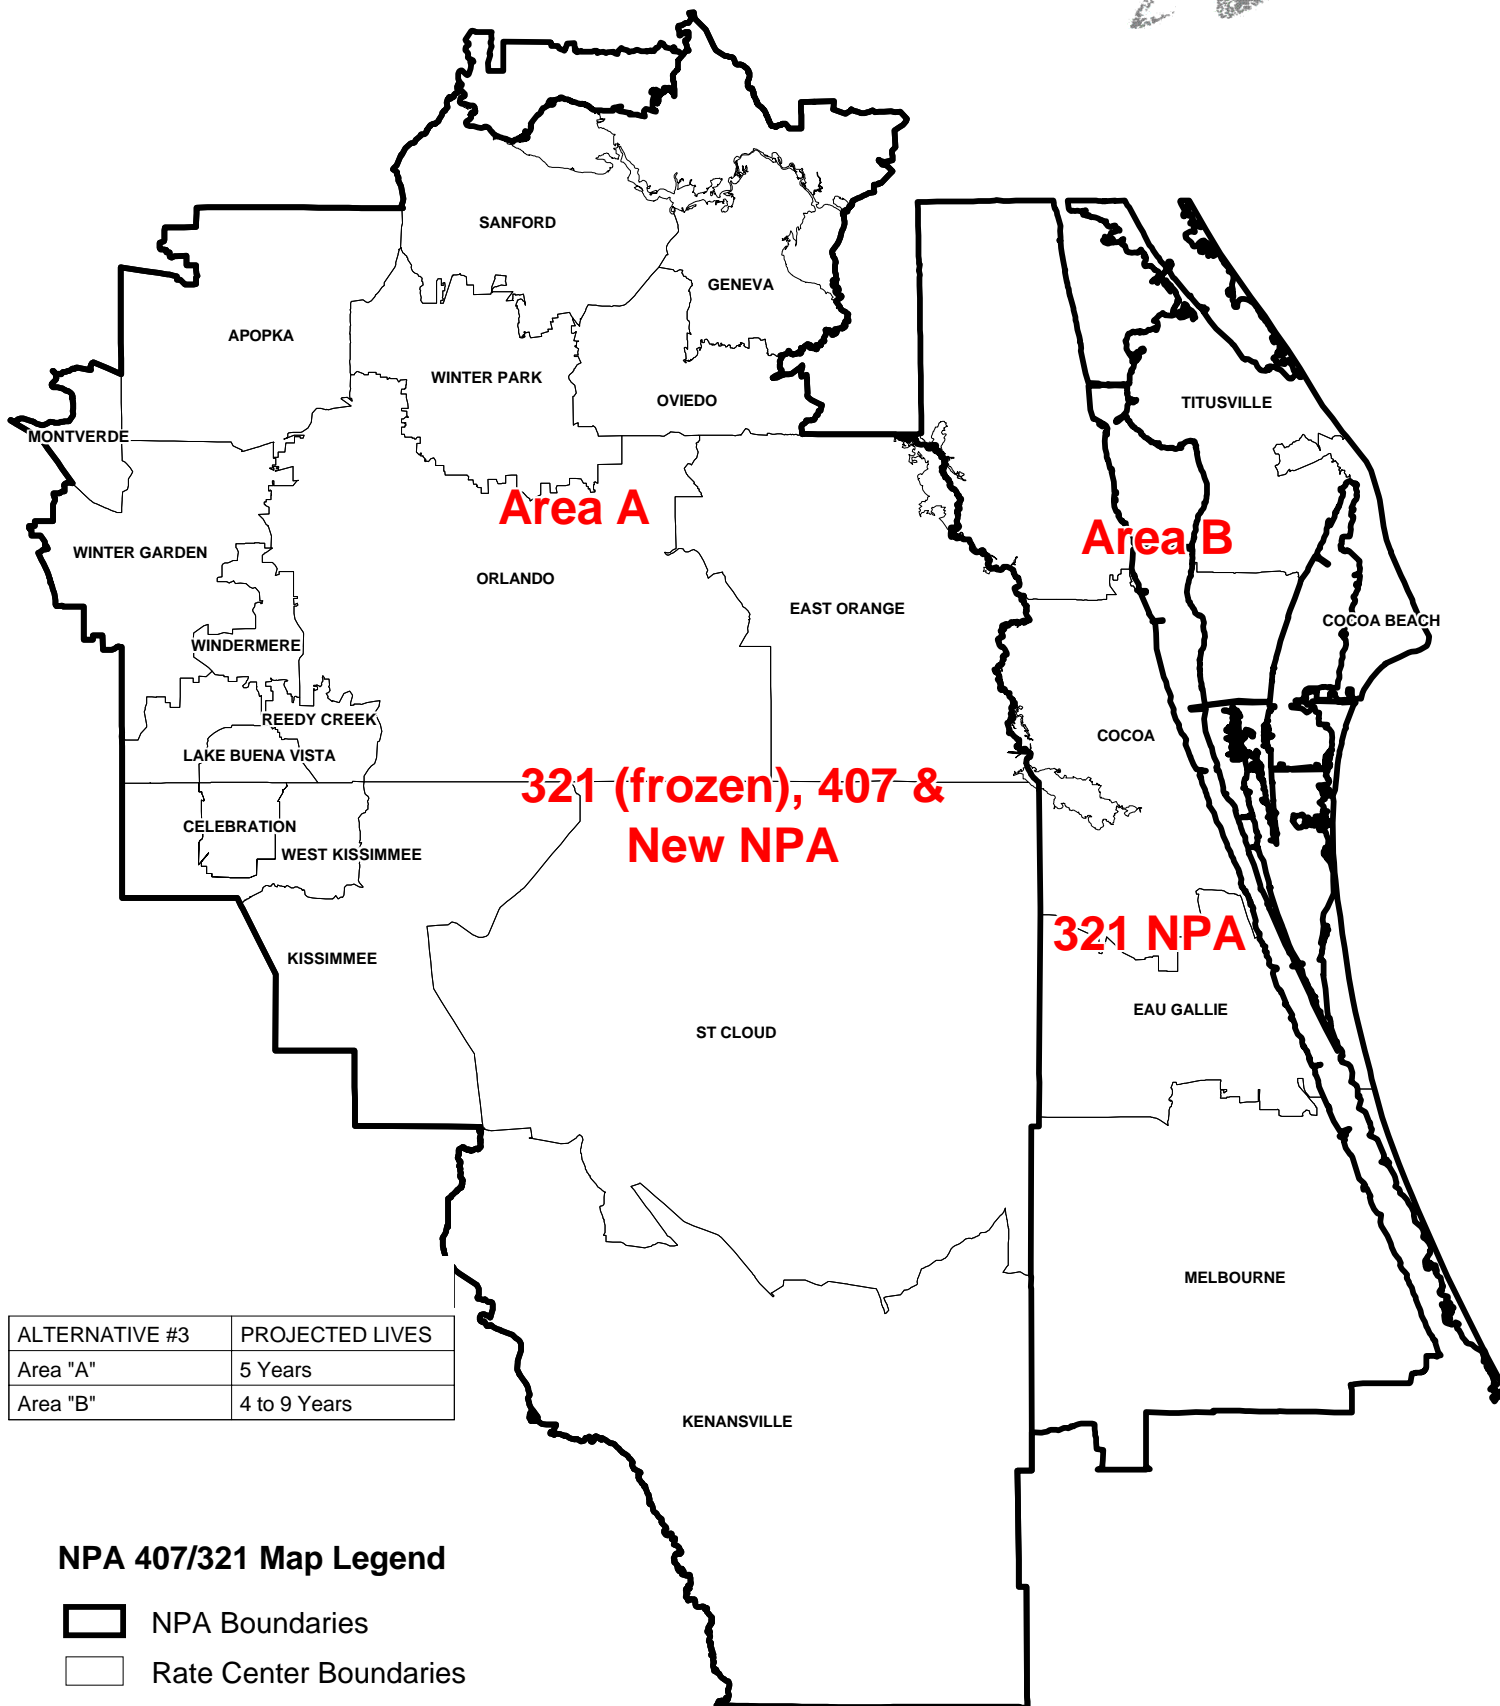 SANFORD
GENEVA
APOPKA
WINTER PARK
OVIEDO
TITUSVILLE
MONTVERDE
Area A
Area B
WINTER GARDEN
ORLANDO
EAST ORANGE
COCOA BEACH
WINDERMERE
REEDY CREEK
COCOA
LAKE BUENA VISTA
321 (frozen), 407 &
New NPA
CELEBRATION
WEST KISSIMMEE
321 NPA
KISSIMMEE
EAU GALLIE
ST CLOUD
MELBOURNE
ALTERNATIVE #3 PROJECTED LIVES
Area "A" 5 Years
Area "B" 4 to 9 Years
KENANSVILLE
NPA 407/321 Map Legend
NPA Boundaries
Rate Center Boundaries